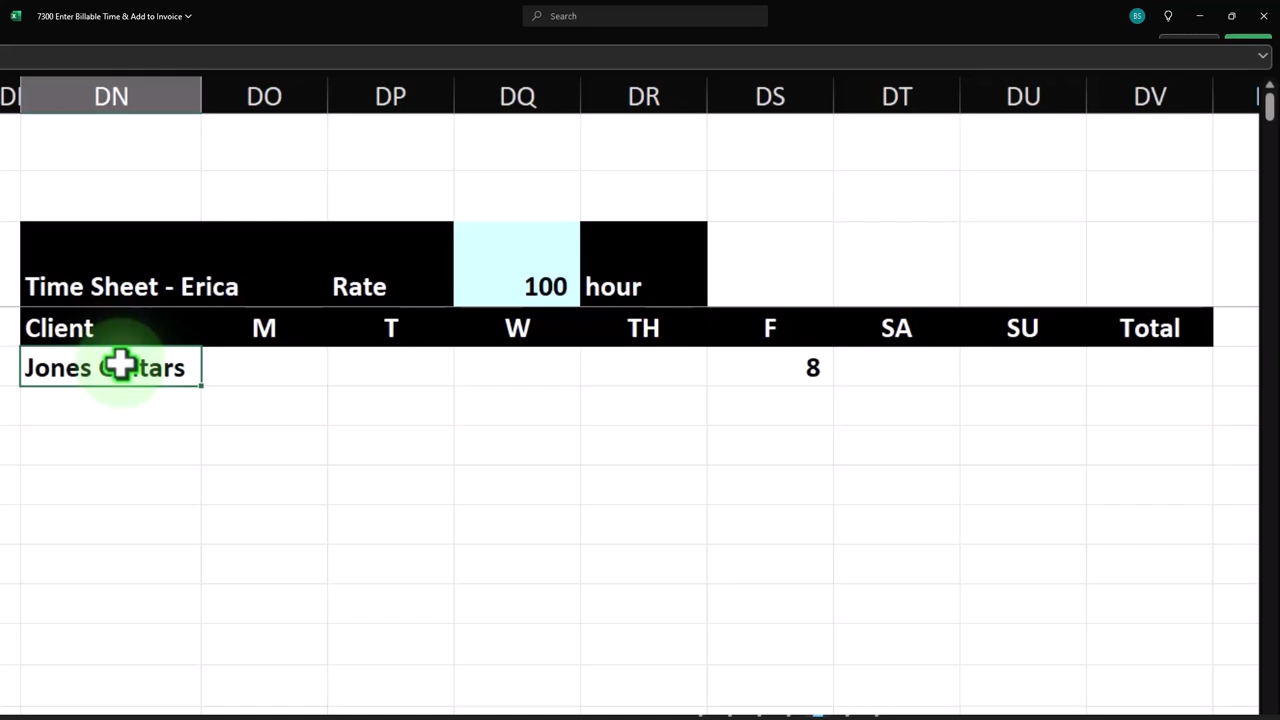 7300 Enter Billable Time & Add to Invoice
Search
BS
DN DO DP DQ DR DS DT DU DV
Time Sheet - Erica Rate 100 hour
Client M T W TH F SA SU Total
Jones 8